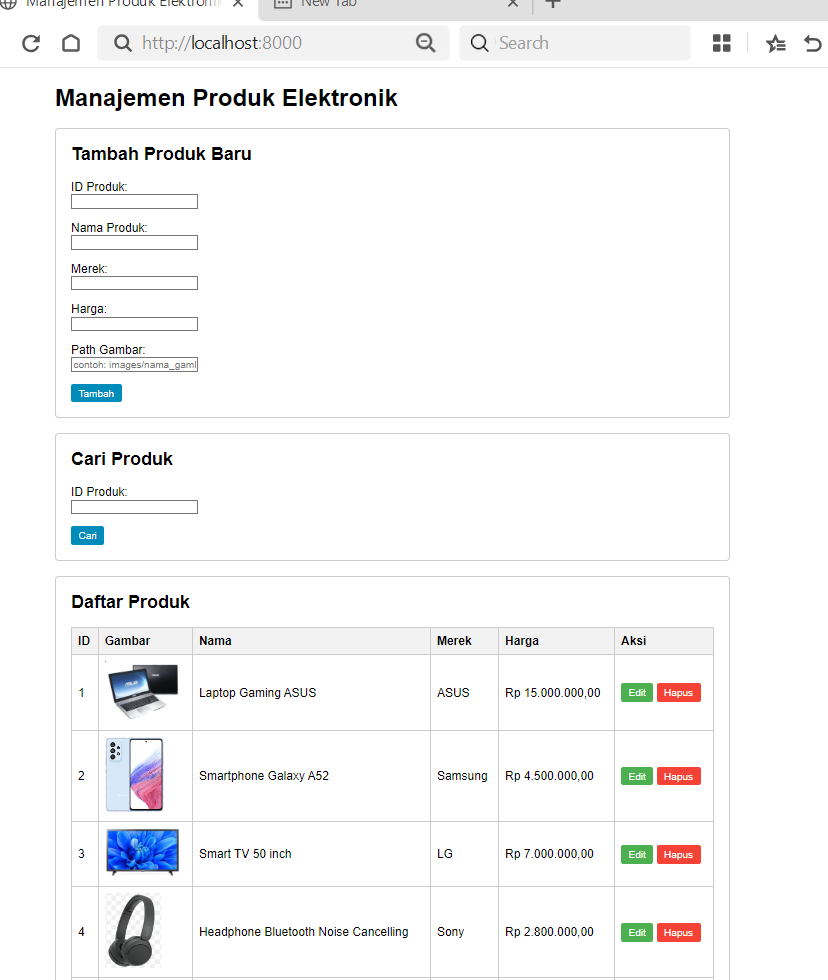 Manajemen Produk Elektronik
New Tab
http://localhost:8000
Search
Manajemen Produk Elektronik
Tambah Produk Baru
ID Produk:
Nama Produk:
Merek:
Harga:
Path Gambar:
contoh: images/nama_gaml
Tambah
Cari Produk
ID Produk:
Cari
Daftar Produk
ID Gambar Nama Merek Harga Aksi
1 Laptop Gaming ASUS ASUS Rp 15.000.000,00 Edit Hapus
2 Smartphone Galaxy A52 Samsung Rp 4.500.000,00 Edit Hapus
3 Smart TV 50 inch LG Rp 7.000.000,00 Edit Hapus
4 Headphone Bluetooth Noise Cancelling Sony Rp 2.800.000,00 Edit Hapus